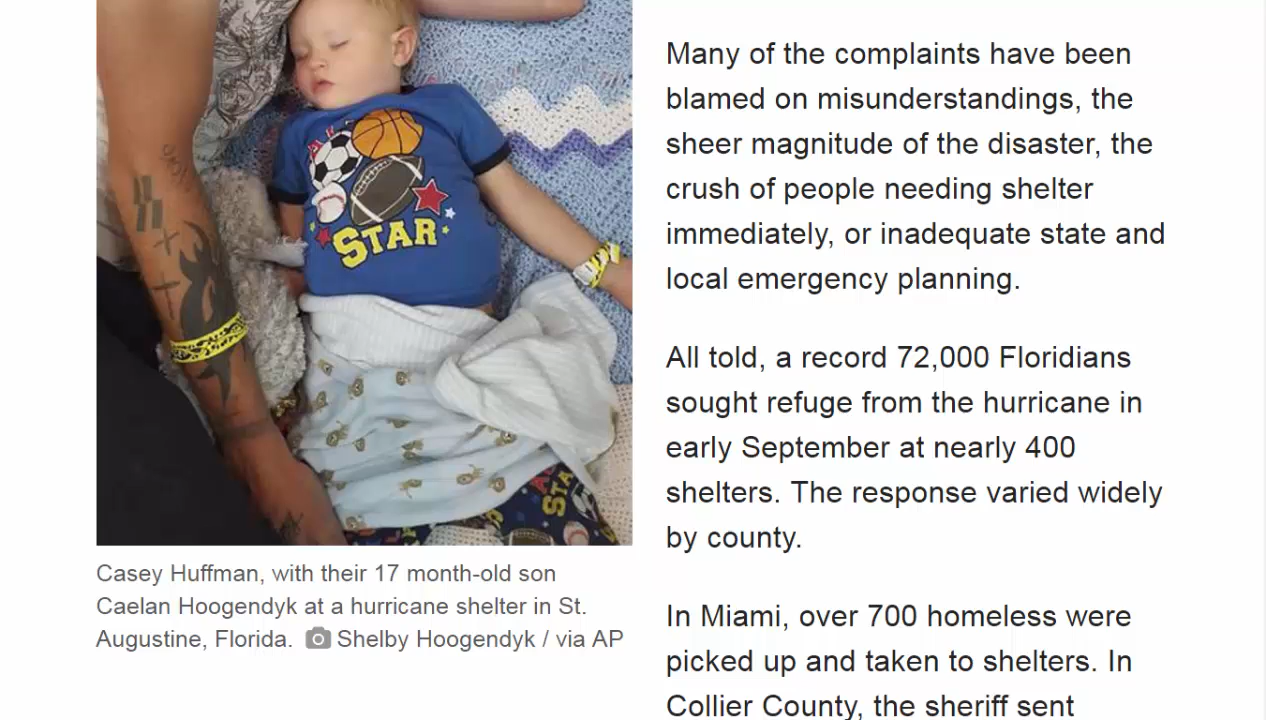 STAR
Casey Huffman, with their 17 month-old son
Caelan Hoogendyk at a hurricane shelter in St.
Augustine, Florida. Shelby Hoogendyk / via AP
Many of the complaints have been
blamed on misunderstandings, the
sheer magnitude of the disaster, the
crush of people needing shelter
immediately, or inadequate state and
local emergency planning.
All told, a record 72,000 Floridians
sought refuge from the hurricane in
early September at nearly 400
shelters. The response varied widely
by county.
In Miami, over 700 homeless were
picked up and taken to shelters. In
Collier County, the sheriff sent